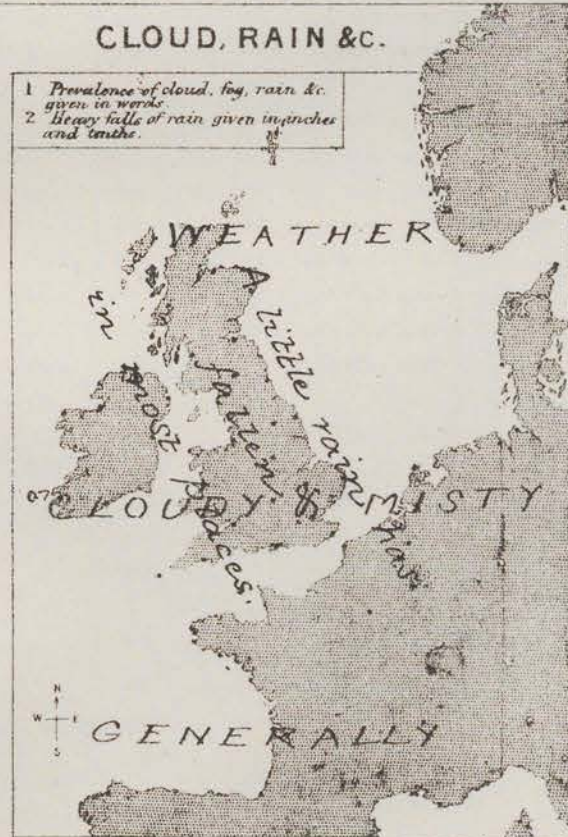 CLOUD, RAIN &c.
1 Prevalence of cloud, fog, rain &c.
given in words.
2 Heavy falls of rain given in inches
and tenths.
WEATHER
CLOUDY & MISTY
GENERALLY
A little rain has
fallen
in most places.
N
W E
S